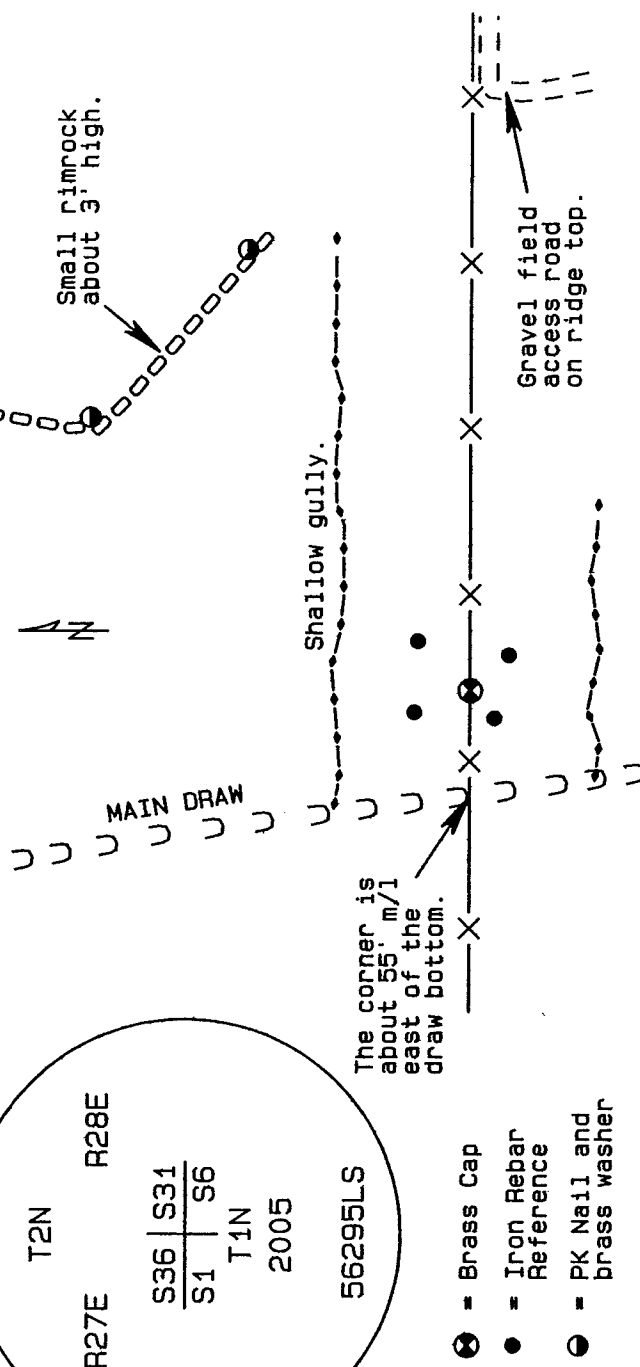 T2N
R27E R28E
S36 S31
S1 S6
T1N
2005
56295LS
= Brass Cap
= Iron Rebar
Reference
= PK Nail and
brass washer
The corner is
about 55' m/l
east of the
draw bottom.
MAIN DRAW
N
Shallow gully.
Small rimrock
about 3' high.
Gravel field
access road
on ridge top.